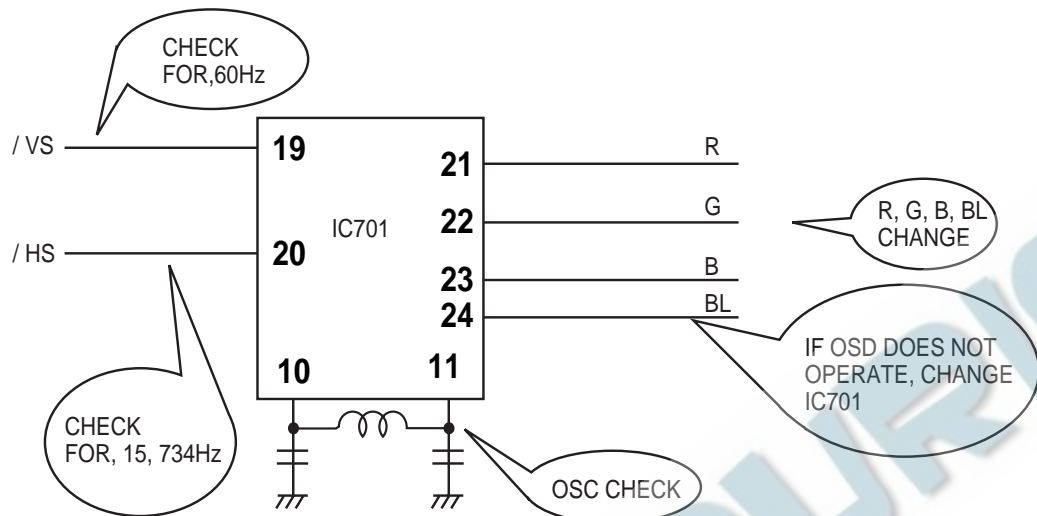 CHECK
FOR,60Hz
/ VS
19
21
R
IC701
22
G
R, G, B, BL
CHANGE
/ HS
20
23
B
24
BL
10
11
IF OSD DOES NOT
OPERATE, CHANGE
IC701
CHECK
FOR, 15, 734Hz
OSC CHECK